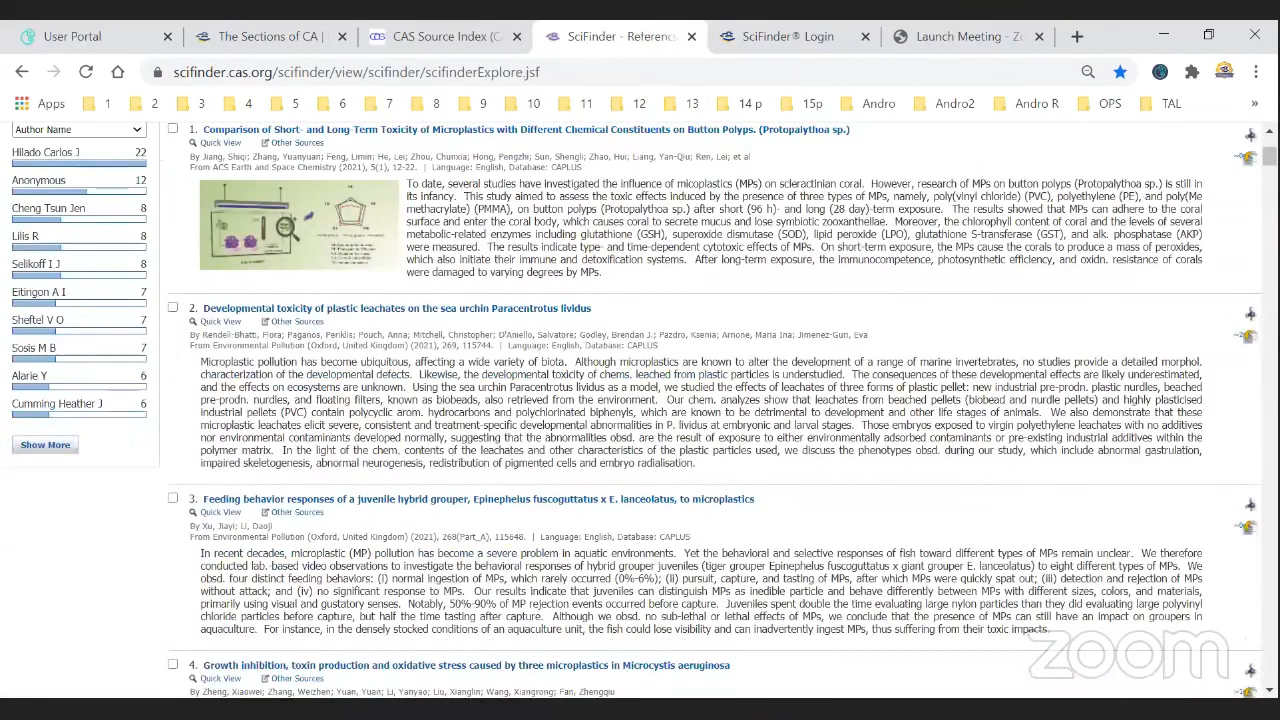 User Portal
The Sections of CA |
CAS Source Index (C
SciFinder - Referenc
SciFinder® Login
Launch Meeting - Z
scifinder.cas.org/scifinder/view/scifinder/scifinderExplore.jsf
Apps 1 2 3 4 5 6 7 8 9 10 11 12 13 14 p 15p Andro Andro2 Andro R OPS TAL »
Author Name
Hilado Carlos J 22
Anonymous 12
Cheng Tsun Jen 8
Lilis R 8
Selikoff I J 8
Eitingon A I 7
Sheftel V O 7
Sosis M B 7
Alarie Y 6
Cumming Heather J 6
Show More
1. Comparison of Short- and Long-Term Toxicity of Microplastics with Different Chemical Constituents on Button Polyps. (Protopalythoa sp.)
Quick View Other Sources
By Jiang, Shiqi; Zhang, Yuanyuan; Feng, Limin; He, Lei; Zhou, Chunxia; Hong, Pengzhi; Sun, Shengli; Zhao, Hui; Liang, Yan-Qiu; Ren, Lei; et al
From ACS Earth and Space Chemistry (2021), 5(1), 12-22. | Language: English, Database: CAPLUS
To date, several studies have investigated the influence of micoplastics (MPs) on scleractinian coral. However, research of MPs on button polyps (Protopalythoa sp.) is still in
its infancy. This study aimed to assess the toxic effects induced by the presence of three types of MPs, namely, poly(vinyl chloride) (PVC), polyethylene (PE), and poly(Me
methacrylate) (PMMA), on button polyps (Protopalythoa sp.) after short (96 h)- and long (28 day)-term exposure. The results showed that MPs can adhere to the coral
surface and enter the coral body, which causes coral to secrete mucus and lose symbiotic zooxanthellae. Moreover, the chlorophyll content of coral and the levels of several
metabolic-related enzymes including glutathione (GSH), superoxide dismutase (SOD), lipid peroxide (LPO), glutathione S-transferase (GST), and alk. phosphatase (AKP)
were measured. The results indicate type- and time-dependent cytotoxic effects of MPs. On short-term exposure, the MPs cause the corals to produce a mass of peroxides,
which also initiate their immune and detoxification systems. After long-term exposure, the immunocompetence, photosynthetic efficiency, and oxidn. resistance of corals
were damaged to varying degrees by MPs.
2. Developmental toxicity of plastic leachates on the sea urchin Paracentrotus lividus
Quick View Other Sources
By Rendell-Bhatti, Flora; Paganos, Periklis; Pouch, Anna; Mitchell, Christopher; D'Aniello, Salvatore; Godley, Brendan J.; Pazdro, Ksenia; Arnone, Maria Ina; Jimenez-Guri, Eva
From Environmental Pollution (Oxford, United Kingdom) (2021), 269, 115744. | Language: English, Database: CAPLUS
Microplastic pollution has become ubiquitous, affecting a wide variety of biota. Although microplastics are known to alter the development of a range of marine invertebrates, no studies provide a detailed morphol.
characterization of the developmental defects. Likewise, the developmental toxicity of chems. leached from plastic particles is understudied. The consequences of these developmental effects are likely underestimated,
and the effects on ecosystems are unknown. Using the sea urchin Paracentrotus lividus as a model, we studied the effects of leachates of three forms of plastic pellet: new industrial pre-prodn. plastic nurdles, beached
pre-prodn. nurdles, and floating filters, known as biobeads, also retrieved from the environment. Our chem. analyzes show that leachates from beached pellets (biobead and nurdle pellets) and highly plasticised
industrial pellets (PVC) contain polycyclic arom. hydrocarbons and polychlorinated biphenyls, which are known to be detrimental to development and other life stages of animals. We also demonstrate that these
microplastic leachates elicit severe, consistent and treatment-specific developmental abnormalities in P. lividus at embryonic and larval stages. Those embryos exposed to virgin polyethylene leachates with no additives
nor environmental contaminants developed normally, suggesting that the abnormalities obsd. are the result of exposure to either environmentally adsorbed contaminants or pre-existing industrial additives within the
polymer matrix. In the light of the chem. contents of the leachates and other characteristics of the plastic particles used, we discuss the phenotypes obsd. during our study, which include abnormal gastrulation,
impaired skeletogenesis, abnormal neurogenesis, redistribution of pigmented cells and embryo radialisation.
3. Feeding behavior responses of a juvenile hybrid grouper, Epinephelus fuscoguttatus x E. lanceolatus, to microplastics
Quick View Other Sources
By Xu, Jiayi; Li, Daoji
From Environmental Pollution (Oxford, United Kingdom) (2021), 268(Part_A), 115648. | Language: English, Database: CAPLUS
In recent decades, microplastic (MP) pollution has become a severe problem in aquatic environments. Yet the behavioral and selective responses of fish toward different types of MPs remain unclear. We therefore
conducted lab.-based video observations to investigate the behavioral responses of hybrid grouper juveniles (tiger grouper Epinephelus fuscoguttatus x giant grouper E. lanceolatus) to eight different types of MPs. We
obsd. four distinct feeding behaviors: (i) normal ingestion of MPs, which rarely occurred (0%-6%); (ii) pursuit, capture, and tasting of MPs, after which MPs were quickly spat out; (iii) detection and rejection of MPs
without attack; and (iv) no significant response to MPs. Our results indicate that juveniles can distinguish MPs as inedible particle and behave differently between MPs with different sizes, colors, and materials,
primarily using visual and gustatory senses. Notably, 50%-90% of MP rejection events occurred before capture. Juveniles spent double the time evaluating large nylon particles than they did evaluating large polyvinyl
chloride particles before capture, but half the time tasting after capture. Although we obsd. no sub-lethal or lethal effects of MPs, we conclude that the presence of MPs can still have an impact on groupers in
aquaculture. For instance, in the densely stocked conditions of an aquaculture unit, the fish could lose visibility and can inadvertently ingest MPs, thus suffering from their toxic impacts.
4. Growth inhibition, toxin production and oxidative stress caused by three microplastics in Microcystis aeruginosa
Quick View Other Sources
By Zheng, Xiaowei; Zhang, Weizhen; Yuan, Yuan; Li, Yanyao; Liu, Xianglin; Wang, Xiangrong; Fan, Zhengqiu
zoom